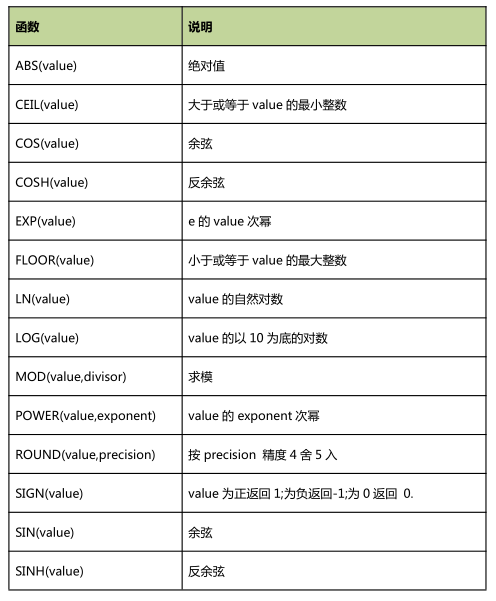 函数 说明
ABS(value) 绝对值
CEIL(value) 大于或等于 value 的最小整数
COS(value) 余弦
COSH(value) 反余弦
EXP(value) e 的 value 次幂
FLOOR(value) 小于或等于 value 的最大整数
LN(value) value 的自然对数
LOG(value) value 的以 10 为底的对数
MOD(value,divisor) 求模
POWER(value,exponent) value 的 exponent 次幂
ROUND(value,precision) 按 precision 精度 4 舍 5 入
SIGN(value) value 为正返回 1;为负返回-1;为 0 返回 0.
SIN(value) 余弦
SINH(value) 反余弦